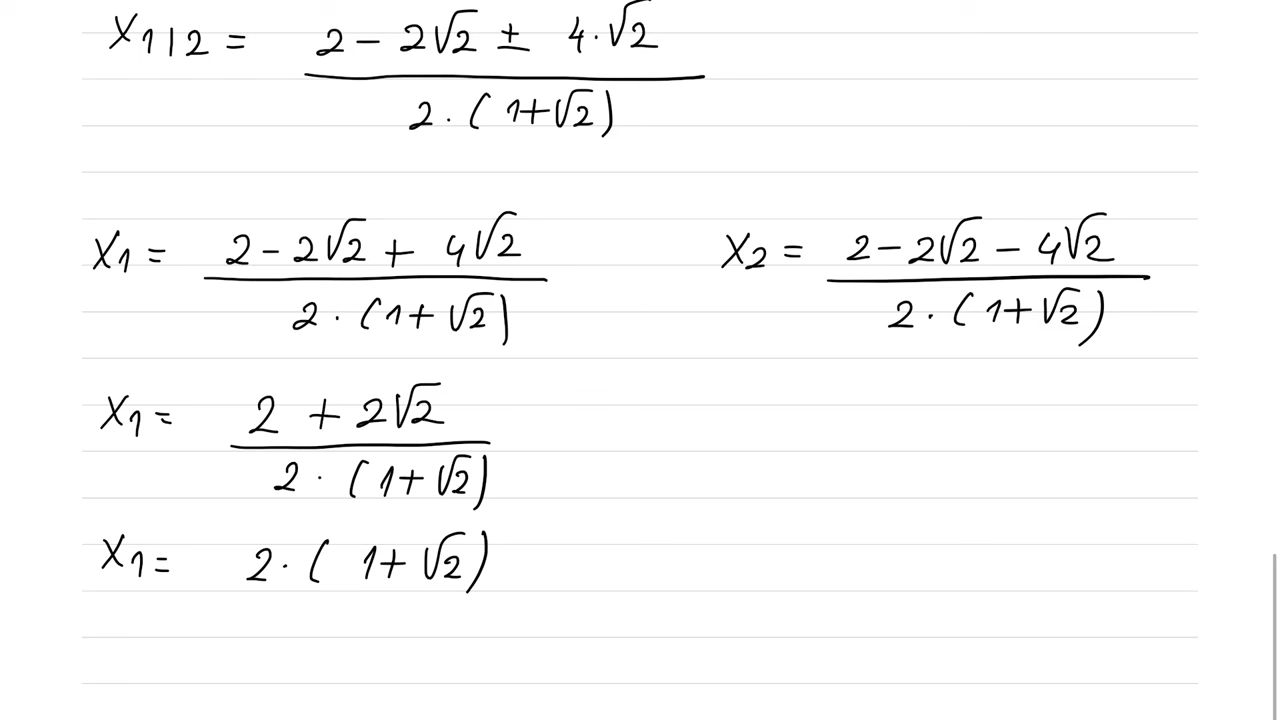 X1|2 = (2 - 2√2 ± 4·√2) / (2·(1+√2))
X1 = (2 - 2√2 + 4√2) / (2·(1+√2))
X2 = (2 - 2√2 - 4√2) / (2·(1+√2))
X1 = (2 + 2√2) / (2·(1+√2))
X1 = 2·(1+√2)